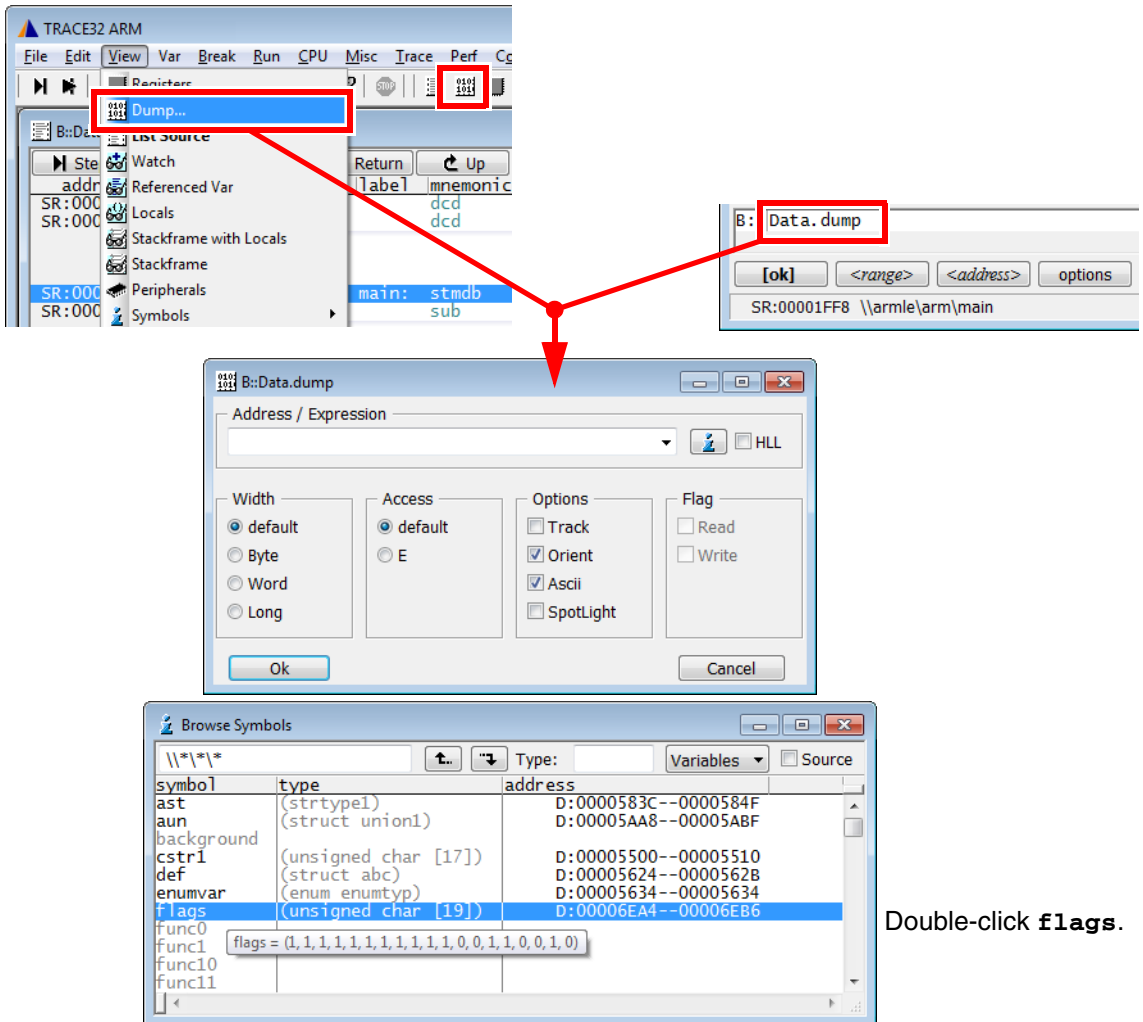 TRACE32 ARM
File Edit View Var Break Run CPU Misc Trace Perf
Registers
Dump...
List Source
Watch
Referenced Var
Locals
Stackframe with Locals
Stackframe
Peripherals
Symbols
Return Up
label mnemonic
SR:000 dcd
SR:000 dcd
SR:000 main: stmdb
SR:000 sub
B: Data.dump
[ok] <range> <address> options
SR:00001FF8 \\armle\arm\main
B::Data.dump
Address / Expression
HLL
Width Access Options Flag
default default Track Read
Byte E Orient Write
Word Ascii
Long SpotLight
Ok Cancel
Browse Symbols
\\*\*\* Type: Variables Source
symbol type address
ast (strtype1) D:0000583C--0000584F
aun (struct union1) D:00005AA8--00005ABF
background
cstr1 (unsigned char [17]) D:00005500--00005510
def (struct abc) D:00005624--0000562B
enumvar (enum enumtyp) D:00005634--00005634
flags (unsigned char [19]) D:00006EA4--00006EB6
func0
func1 flags = (1, 1, 1, 1, 1, 1, 1, 1, 1, 1, 1, 0, 0, 1, 1, 0, 0, 1, 0)
func10
func11
Double-click flags.